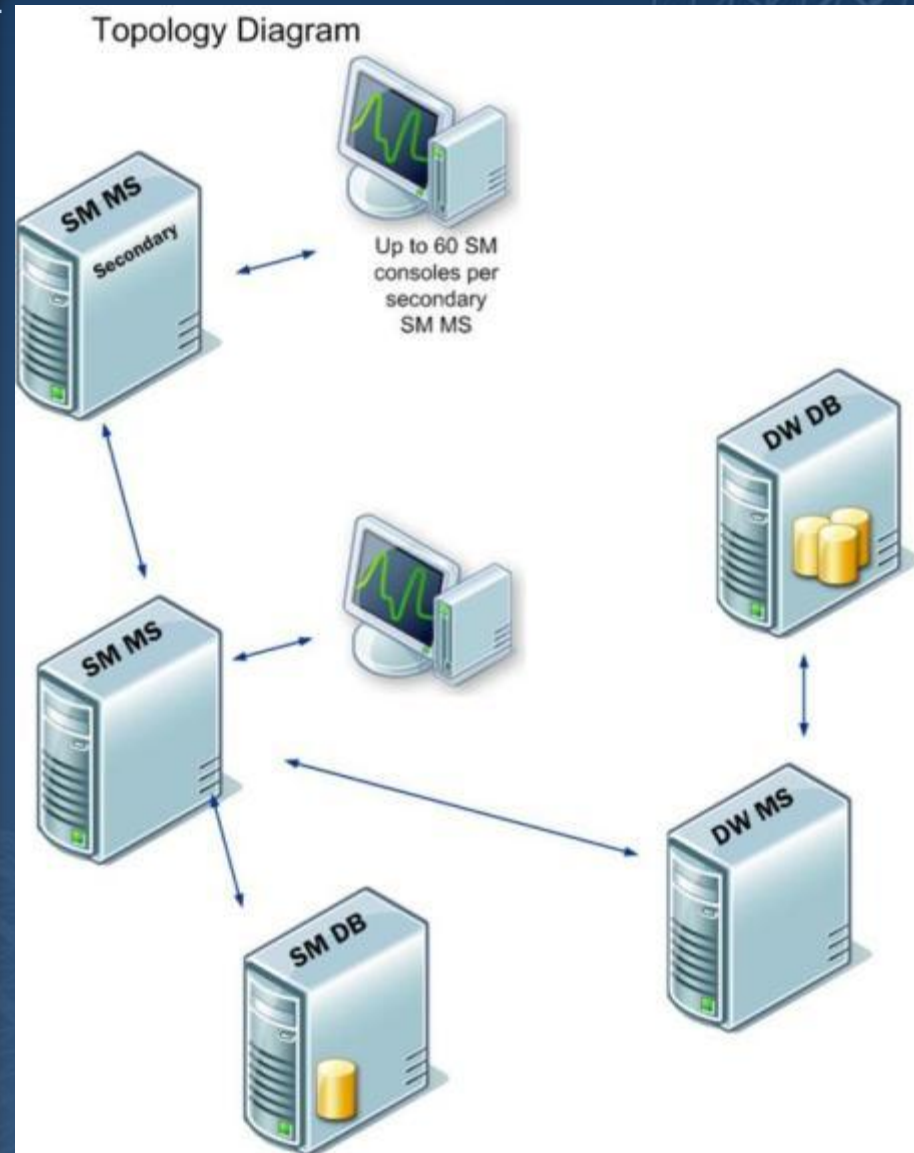 Topology Diagram
SM MS
Secondary
Up to 60 SM
consoles per
secondary
SM MS
DW DB
SM MS
DW MS
SM DB